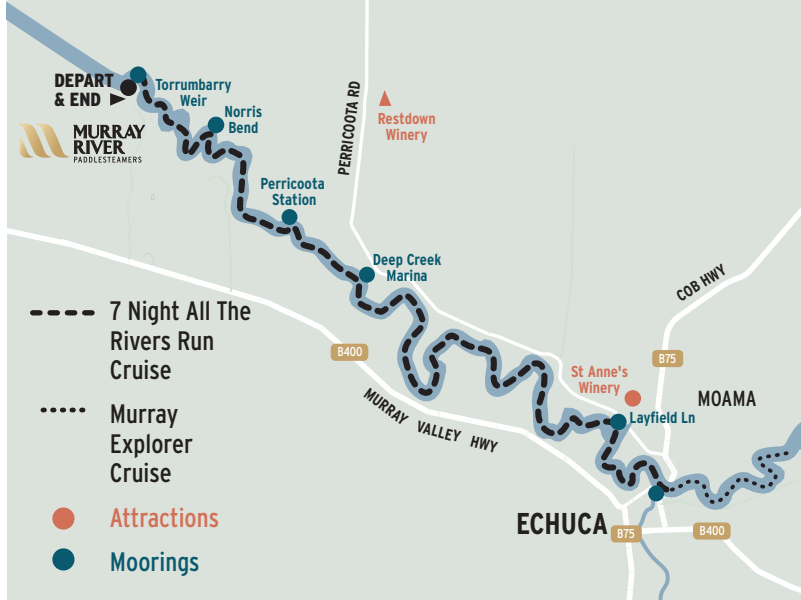 DEPART
& END
Torrumbarry
Weir
Norris
Bend
MURRAY
RIVER
PADDLESTEAMERS
PERRICOOTA RD
Restdown
Winery
Perricoota
Station
Deep Creek
Marina
7 Night All The
Rivers Run
Cruise
Murray
Explorer
Cruise
Attractions
Moorings
B400
MURRAY VALLEY HWY
COB HWY
B75
St Anne's
Winery
MOAMA
Layfield Ln
ECHUCA
B75
B400